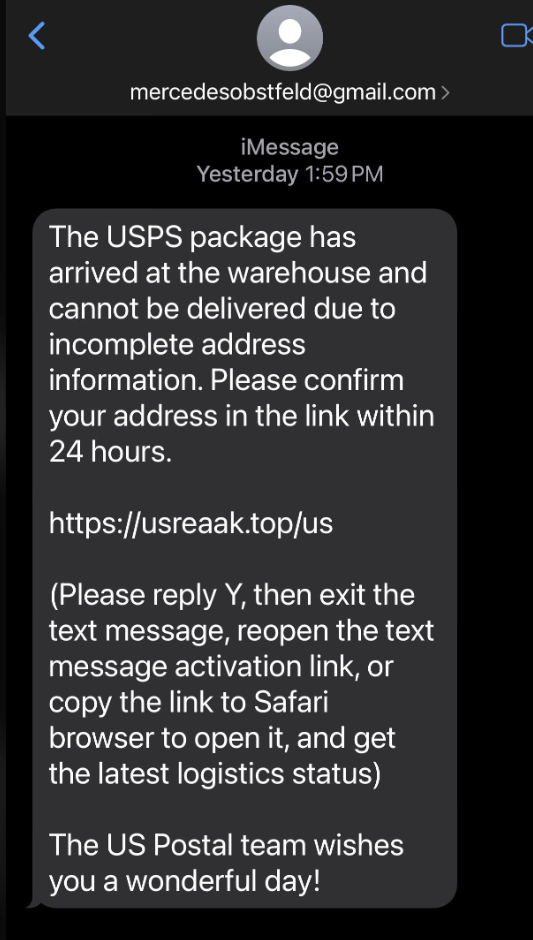 mercedesobstfeld@gmail.com >
iMessage
Yesterday 1:59 PM
The USPS package has
arrived at the warehouse and
cannot be delivered due to
incomplete address
information. Please confirm
your address in the link within
24 hours.
https://usreaak.top/us
(Please reply Y, then exit the
text message, reopen the text
message activation link, or
copy the link to Safari
browser to open it, and get
the latest logistics status)
The US Postal team wishes
you a wonderful day!